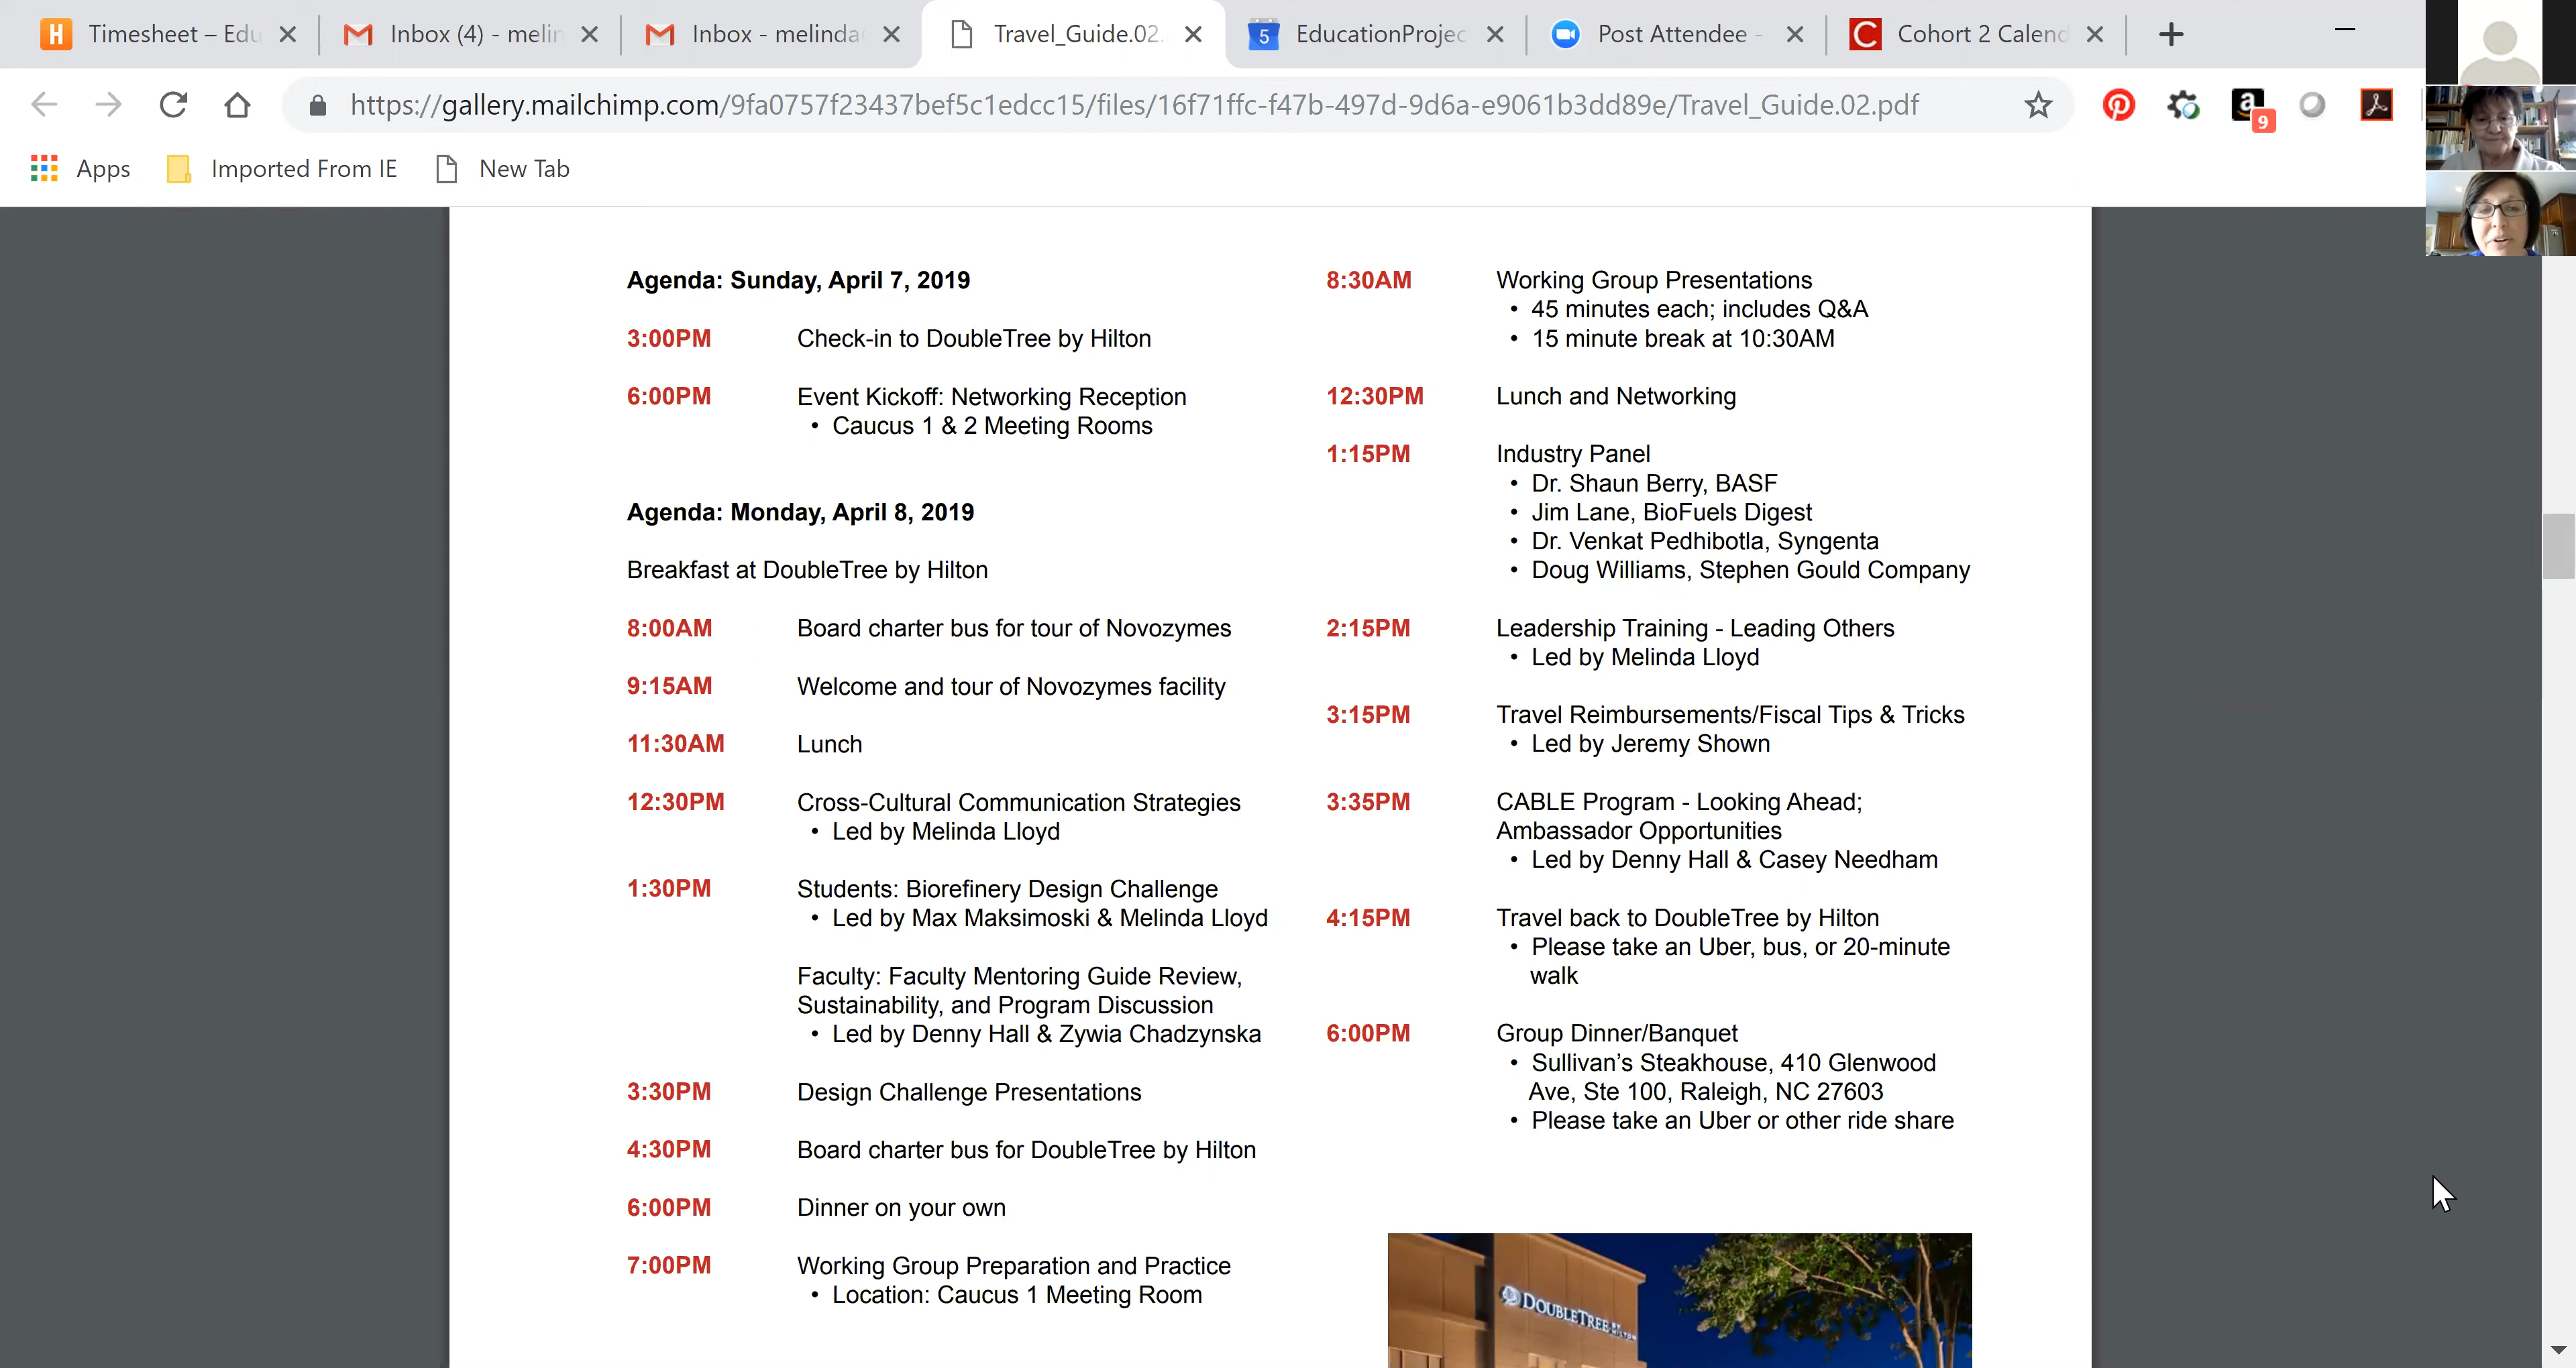 Timesheet – Edu
Inbox (4) - melin
Inbox - melinda
Travel_Guide.02.
5
EducationProjec
Post Attendee -
Cohort 2 Calend
https://gallery.mailchimp.com/9fa0757f23437bef5c1edcc15/files/16f71ffc-f47b-497d-9d6a-e9061b3dd89e/Travel_Guide.02.pdf
9
Apps
Imported From IE
New Tab
Agenda: Sunday, April 7, 2019
3:00PM Check-in to DoubleTree by Hilton
6:00PM Event Kickoff: Networking Reception
• Caucus 1 & 2 Meeting Rooms
Agenda: Monday, April 8, 2019
Breakfast at DoubleTree by Hilton
8:00AM Board charter bus for tour of Novozymes
9:15AM Welcome and tour of Novozymes facility
11:30AM Lunch
12:30PM Cross-Cultural Communication Strategies
• Led by Melinda Lloyd
1:30PM Students: Biorefinery Design Challenge
• Led by Max Maksimoski & Melinda Lloyd
Faculty: Faculty Mentoring Guide Review,
Sustainability, and Program Discussion
• Led by Denny Hall & Zywia Chadzynska
3:30PM Design Challenge Presentations
4:30PM Board charter bus for DoubleTree by Hilton
6:00PM Dinner on your own
7:00PM Working Group Preparation and Practice
• Location: Caucus 1 Meeting Room
8:30AM Working Group Presentations
• 45 minutes each; includes Q&A
• 15 minute break at 10:30AM
12:30PM Lunch and Networking
1:15PM Industry Panel
• Dr. Shaun Berry, BASF
• Jim Lane, BioFuels Digest
• Dr. Venkat Pedhibotla, Syngenta
• Doug Williams, Stephen Gould Company
2:15PM Leadership Training - Leading Others
• Led by Melinda Lloyd
3:15PM Travel Reimbursements/Fiscal Tips & Tricks
• Led by Jeremy Shown
3:35PM CABLE Program - Looking Ahead;
Ambassador Opportunities
• Led by Denny Hall & Casey Needham
4:15PM Travel back to DoubleTree by Hilton
• Please take an Uber, bus, or 20-minute
walk
6:00PM Group Dinner/Banquet
• Sullivan’s Steakhouse, 410 Glenwood
Ave, Ste 100, Raleigh, NC 27603
• Please take an Uber or other ride share
DOUBLETREE BY HILTON